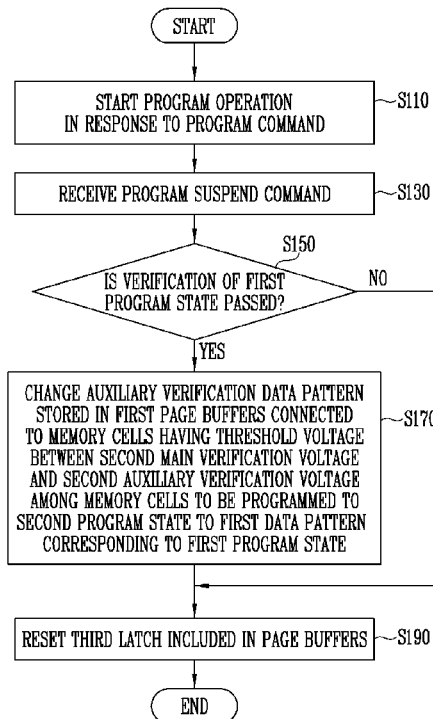 START
START PROGRAM OPERATION
IN RESPONSE TO PROGRAM COMMAND
S110
RECEIVE PROGRAM SUSPEND COMMAND
S130
S150
IS VERIFICATION OF FIRST
PROGRAM STATE PASSED?
NO
YES
CHANGE AUXILIARY VERIFICATION DATA PATTERN
STORED IN FIRST PAGE BUFFERS CONNECTED
TO MEMORY CELLS HAVING THRESHOLD VOLTAGE
BETWEEN SECOND MAIN VERIFICATION VOLTAGE
AND SECOND AUXILIARY VERIFICATION VOLTAGE
AMONG MEMORY CELLS TO BE PROGRAMMED TO
SECOND PROGRAM STATE TO FIRST DATA PATTERN
CORRESPONDING TO FIRST PROGRAM STATE
S170
RESET THIRD LATCH INCLUDED IN PAGE BUFFERS
S190
END